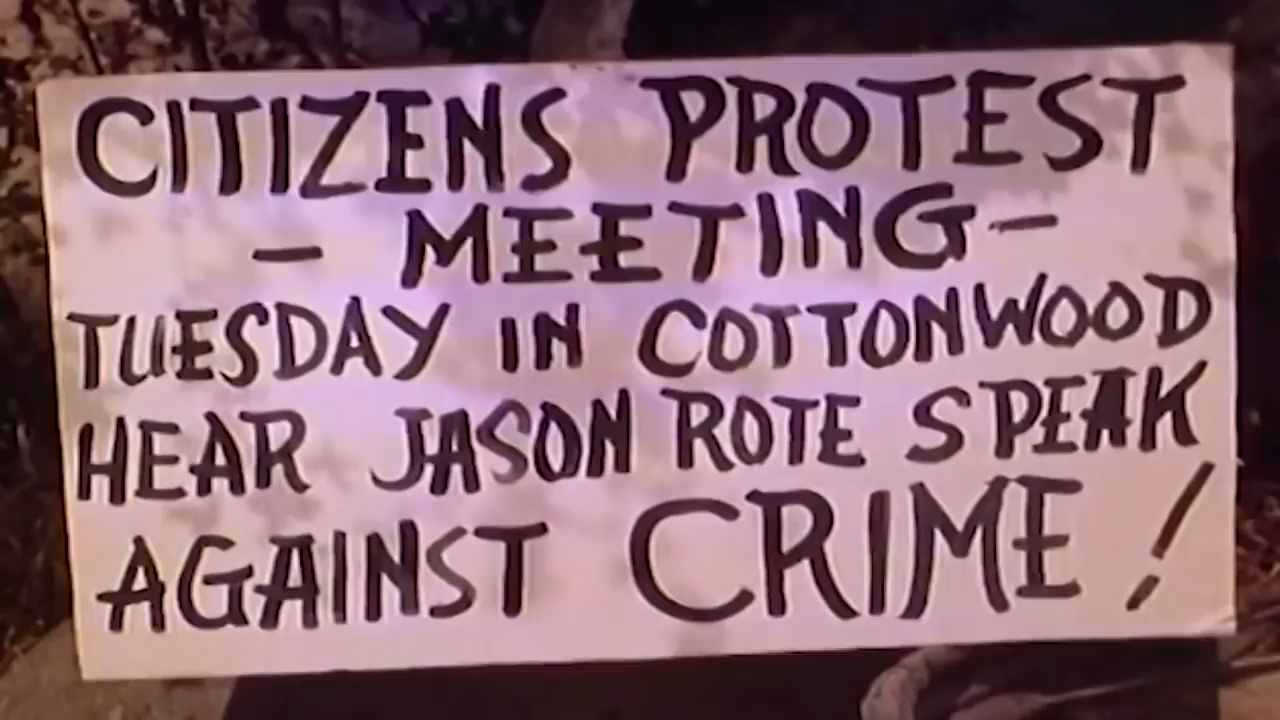 CITIZENS PROTEST
- MEETING -
TUESDAY IN COTTONWOOD
HEAR JASON ROTE SPEAK
AGAINST CRIME!